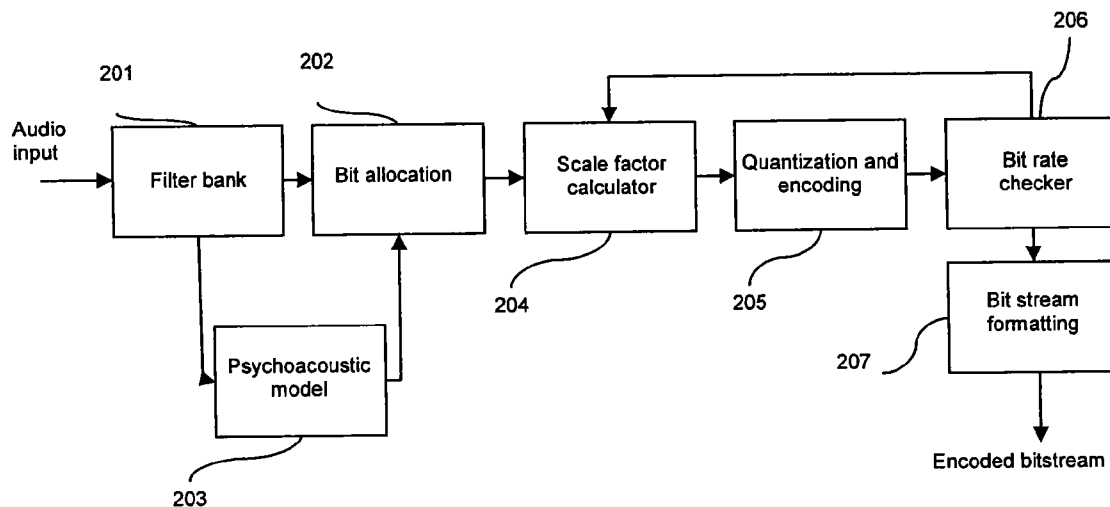 206
201
202
Audio
input
Filter bank
Bit allocation
Scale factor
calculator
Quantization and
encoding
Bit rate
checker
204
205
Bit stream
formatting
207
Psychoacoustic
model
203
Encoded bitstream